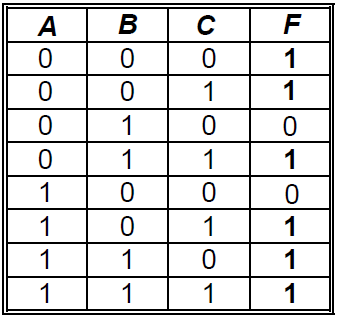 A B C F
0 0 0 1
0 0 1 1
0 1 0 0
0 1 1 1
1 0 0 0
1 0 1 1
1 1 0 1
1 1 1 1